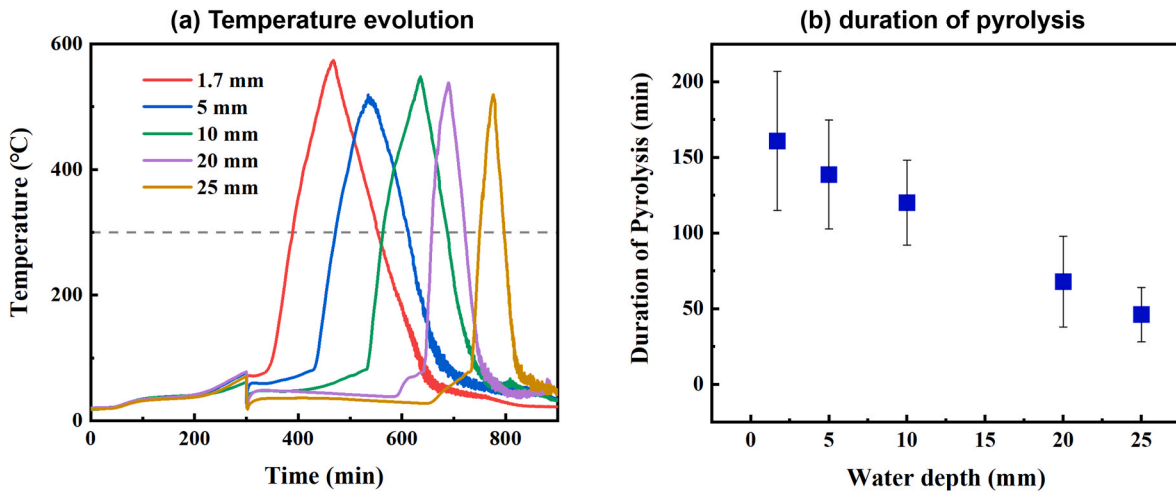 (a) Temperature evolution
600
400
200
0
0
200
400
600
800
Temperature (℃)
Time (min)
1.7 mm
5 mm
10 mm
20 mm
25 mm
(b) duration of pyrolysis
200
150
100
50
0
0
5
10
15
20
25
Duration of Pyrolysis (min)
Water depth (mm)